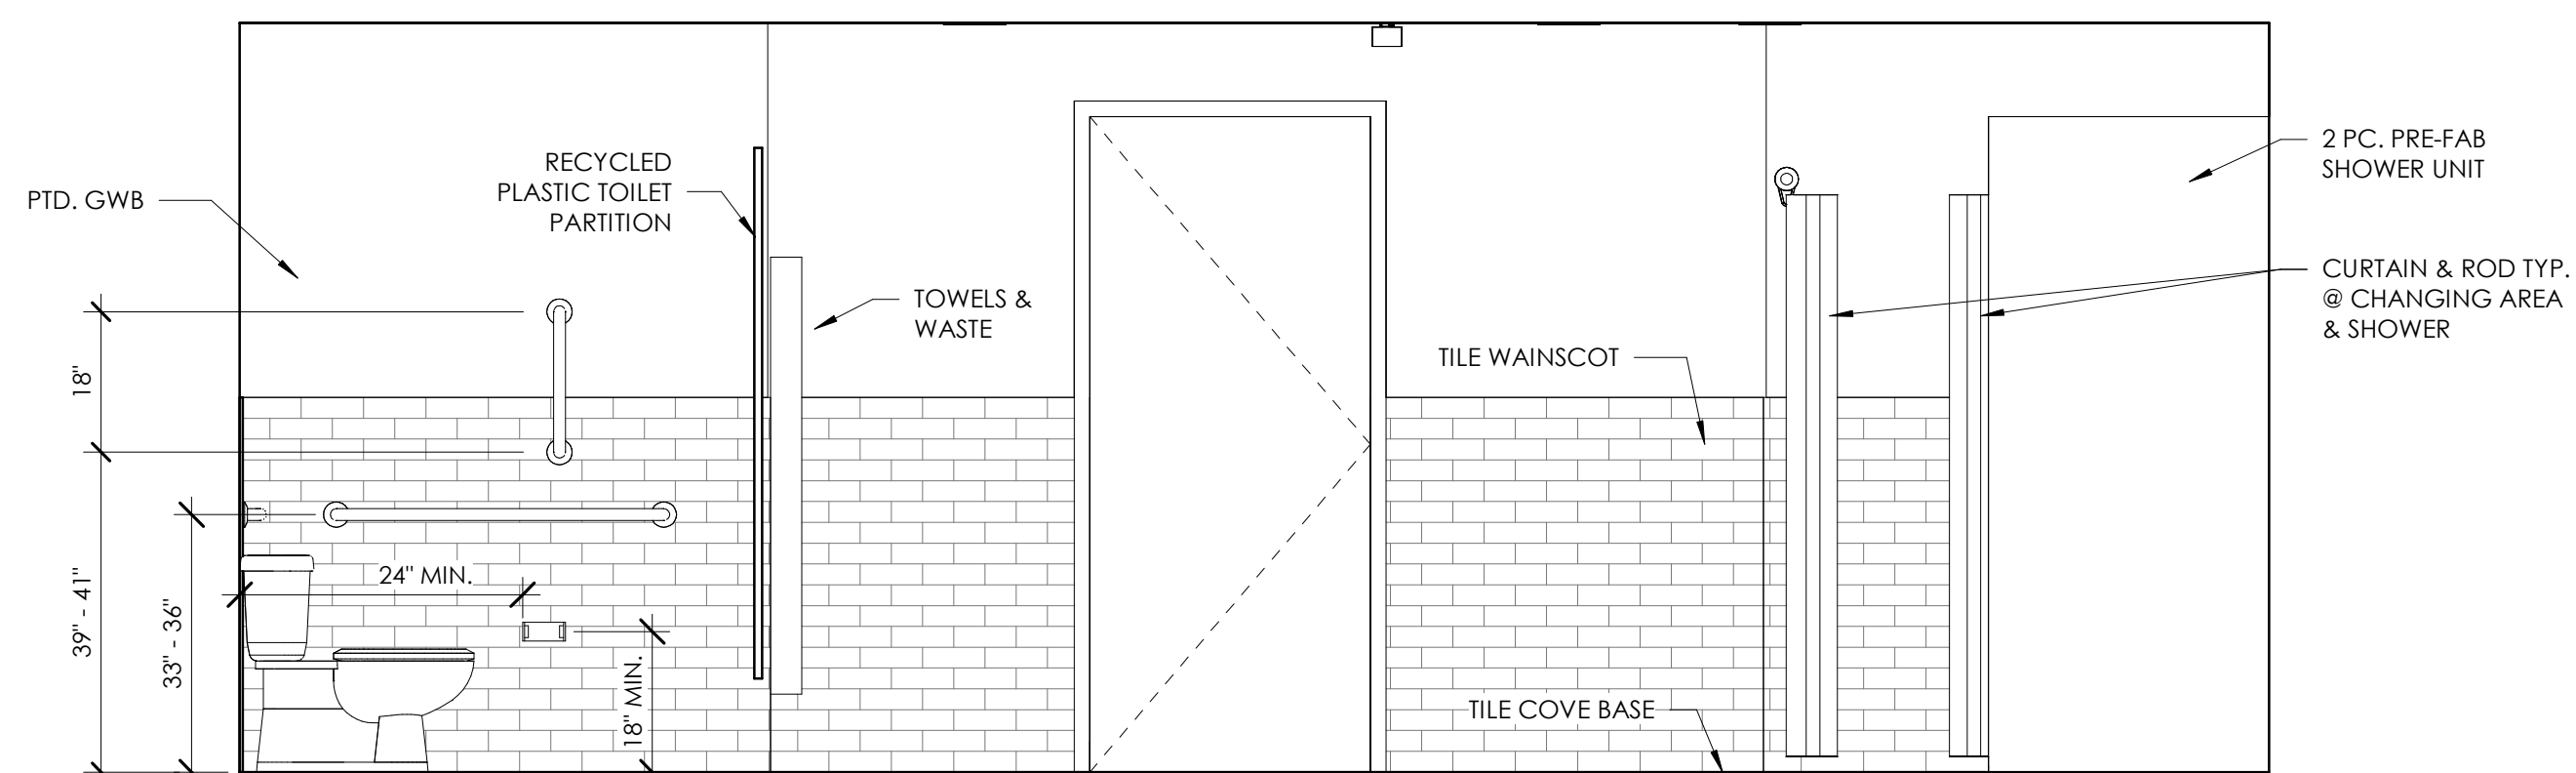 PTD. GWB
RECYCLED
PLASTIC TOILET
PARTITION
TOWELS &
WASTE
TILE WAINSCOT
TILE COVE BASE
2 PC. PRE-FAB
SHOWER UNIT
CURTAIN & ROD TYP.
@ CHANGING AREA
& SHOWER
18"
39" - 41"
33" - 36"
24" MIN.
18" MIN.